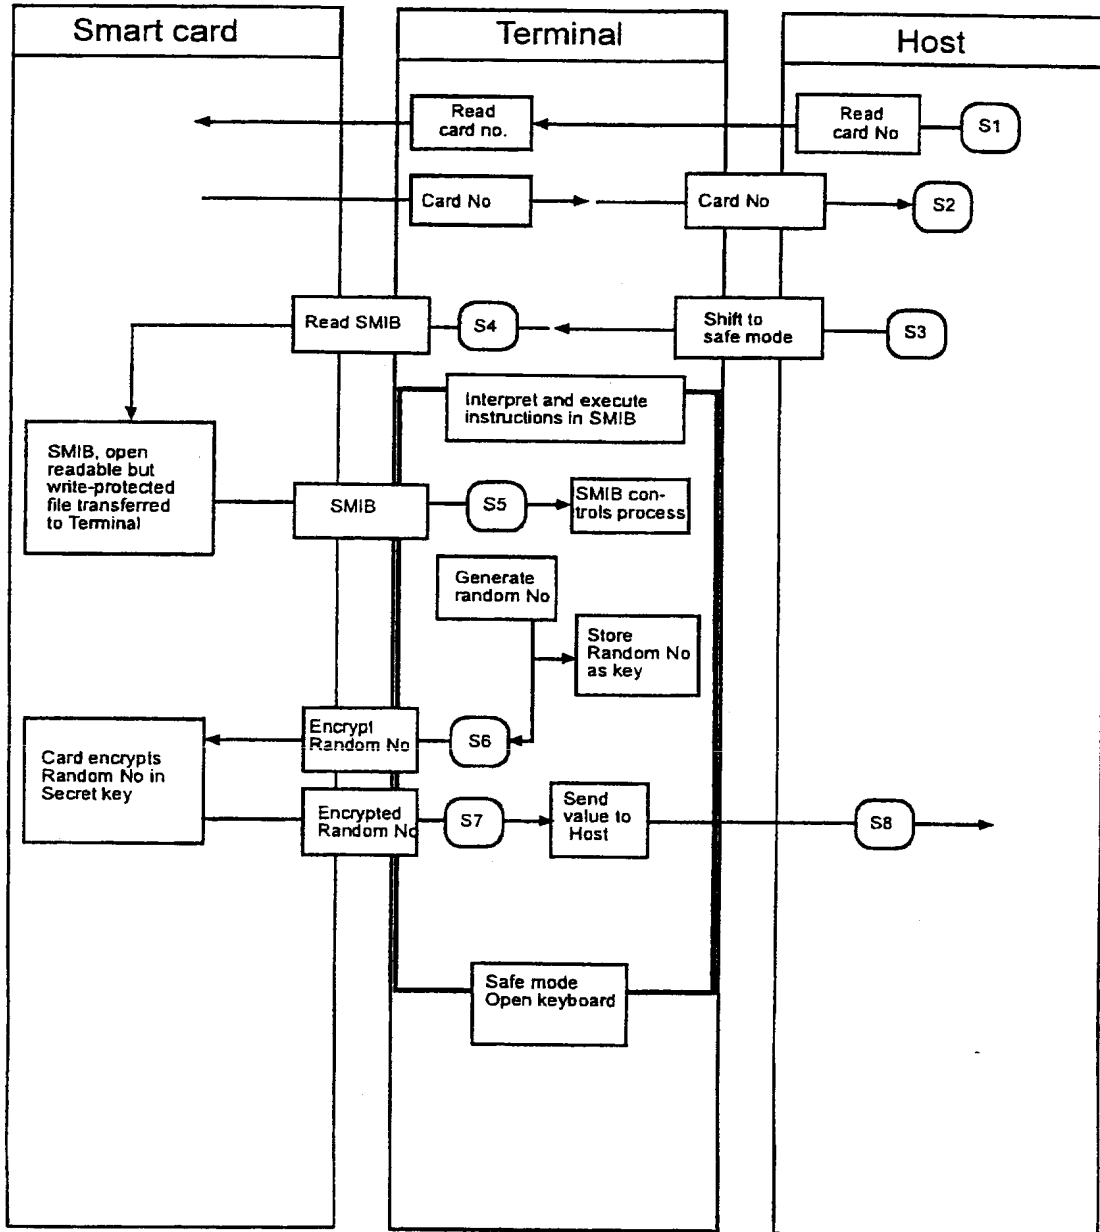 Smart card
Terminal
Host
Read
card no.
Read
card No
S1
Card No
Card No
S2
Read SMIB
S4
Shift to
safe mode
S3
Interpret and execute
instructions in SMIB
SMIB, open
readable but
write-protected
file transferred
to Terminal
SMIB
S5
SMIB con-
trols process
Generate
random No
Store
Random No
as key
Encrypt
Random No
S6
Card encrypts
Random No in
Secret key
Encrypted
Random No
S7
Send
value to
Host
S8
Safe mode
Open keyboard